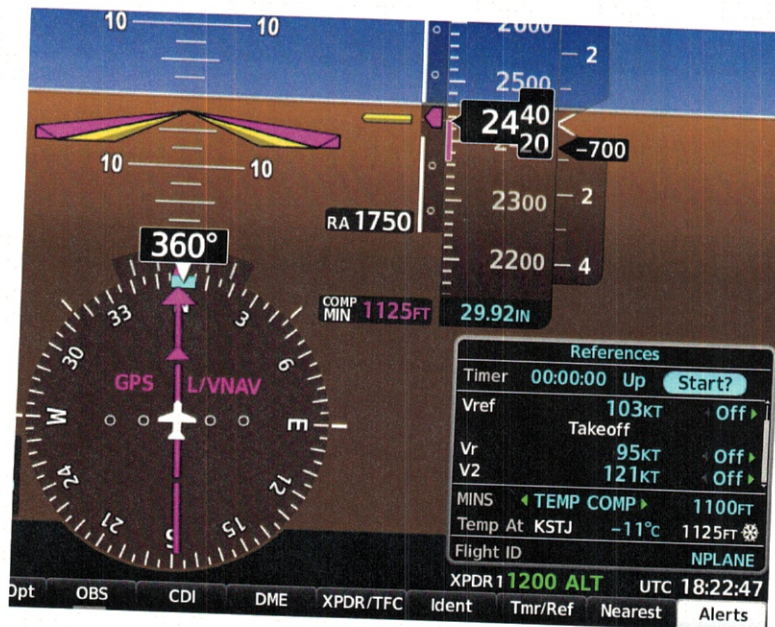 10 10
2600
2
2500
2440
20
-700
10 10
2300
2
RA 1750
360°
2200
4
COMP MIN 1125FT
29.92IN
33
3
30
6
GPS L/VNAV
W
E
24
12
21
15
S
References
Timer 00:00:00 Up Start?
Vref 103KT Off
Takeoff
Vr 95KT Off
V2 121KT Off
MINS TEMP COMP 1100FT
Temp At KSTJ -11°C 1125FT
Flight ID NPLANE
XPDR1 1200 ALT UTC 18:22:47
Opt OBS CDI DME XPDR/TFC Ident Tmr/Ref Nearest Alerts